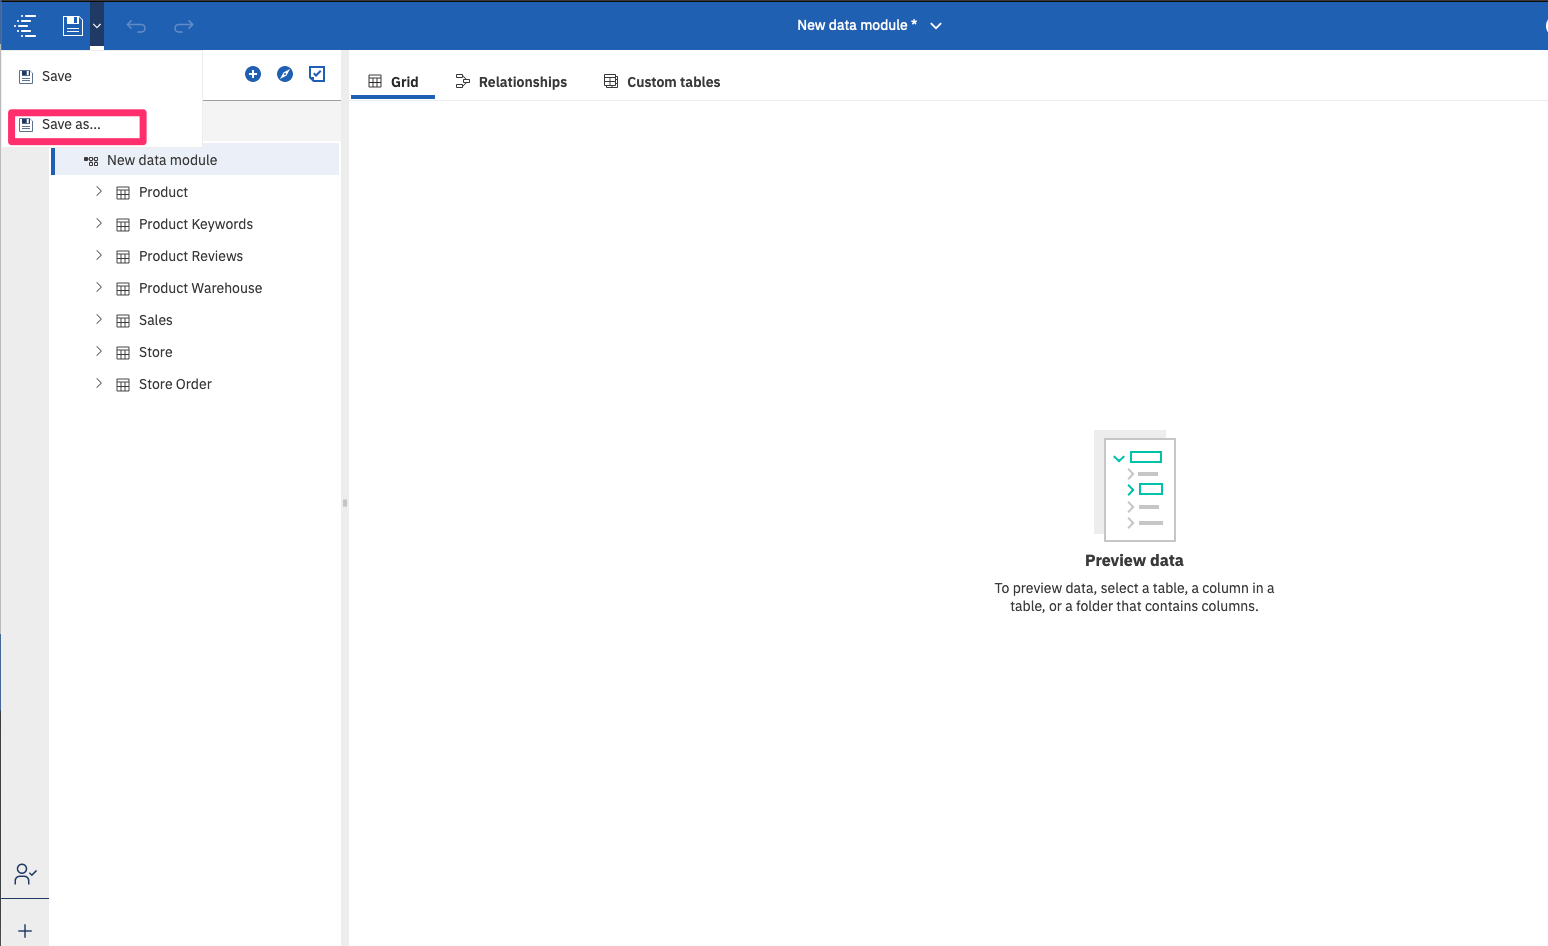 New data module *
Save
Save as...
Grid
Relationships
Custom tables
New data module
Product
Product Keywords
Product Reviews
Product Warehouse
Sales
Store
Store Order
Preview data
To preview data, select a table, a column in a
table, or a folder that contains columns.